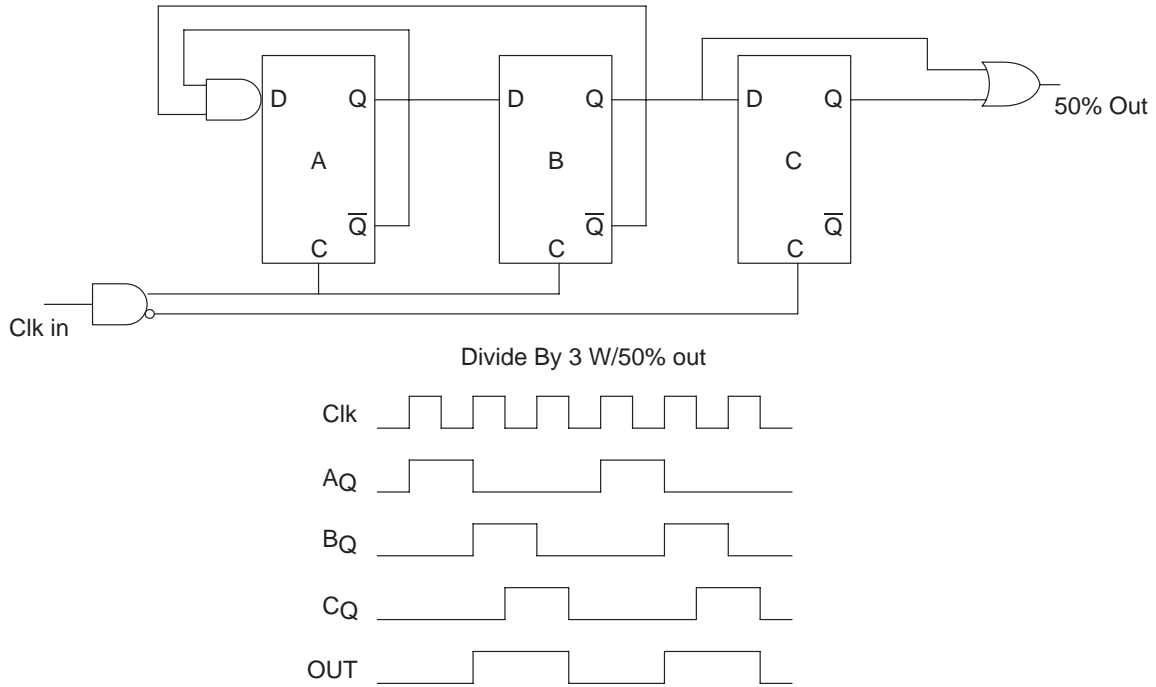 D Q
A
Q̅
C
D Q
B
Q̅
C
D Q
C
Q̅
C
50% Out
Clk in
Divide By 3 W/50% out
Clk
AQ
BQ
CQ
OUT